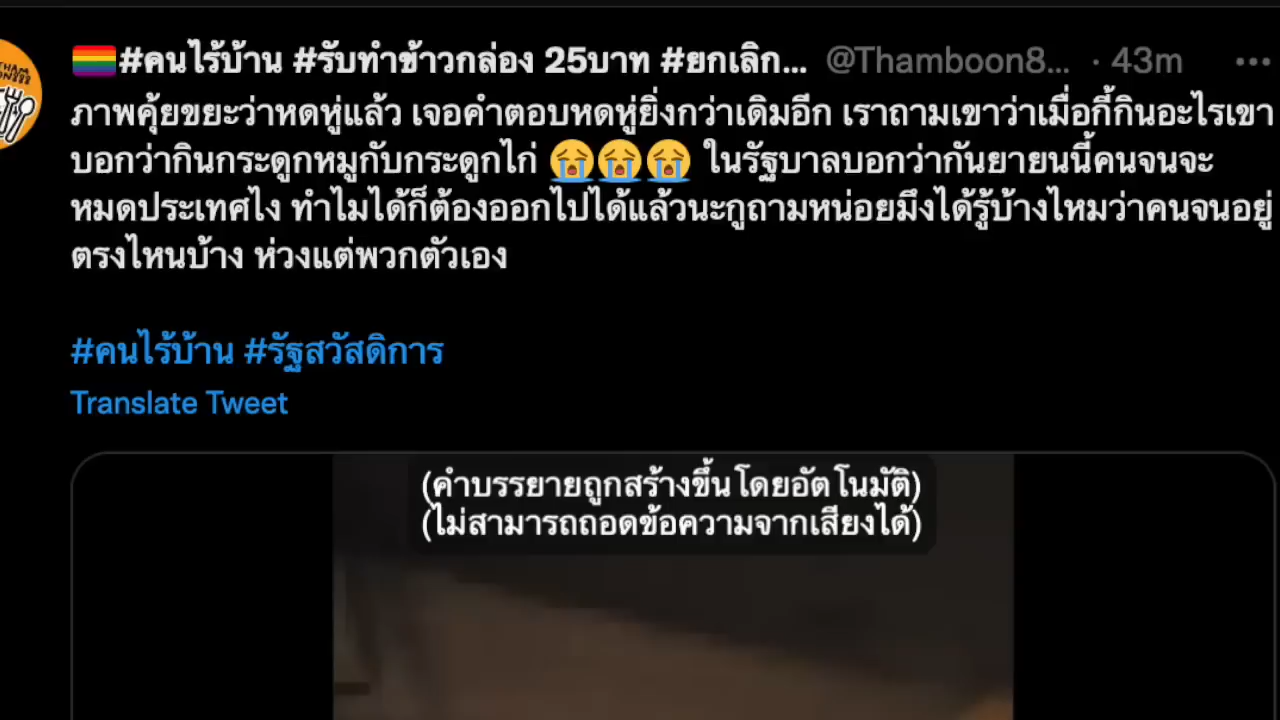 #คนไร้บ้าน #รับทำข้าวกล่อง 25บาท #ยกเลิก... @Thamboon8... · 43m
ภาพคุ้ยขยะว่าหดหู่แล้ว เจอคำตอบหดหู่ยิ่งกว่าเดิมอีก เราถามเขาว่าเมื่อกี้กินอะไรเขา
บอกว่ากินกระดูกหมูกับกระดูกไก่ 😭😭😭 ในรัฐบาลบอกว่ากันยายนนี้คนจนจะ
หมดประเทศไง ทำไมได้ก็ต้องออกไปได้แล้วนะกูถามหน่อยมึงได้รู้บ้างไหมว่าคนจนอยู่
ตรงไหนบ้าง ห่วงแต่พวกตัวเอง
#คนไร้บ้าน #รัฐสวัสดิการ
Translate Tweet
(คำบรรยายถูกสร้างขึ้นโดยอัตโนมัติ)
(ไม่สามารถถอดข้อความจากเสียงได้)